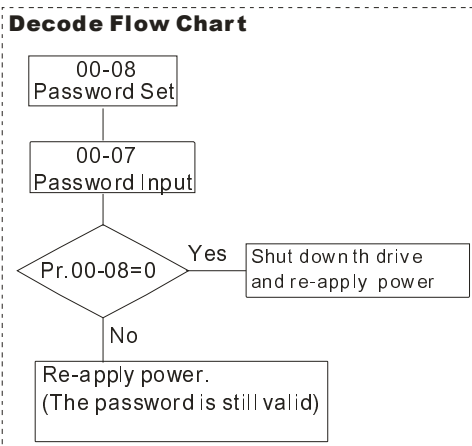 Decode Flow Chart
00-08
Password Set
00-07
Password Input
Pr.00-08=0
Yes
Shut down th drive
and re-apply power
No
Re-apply power.
(The password is still valid)